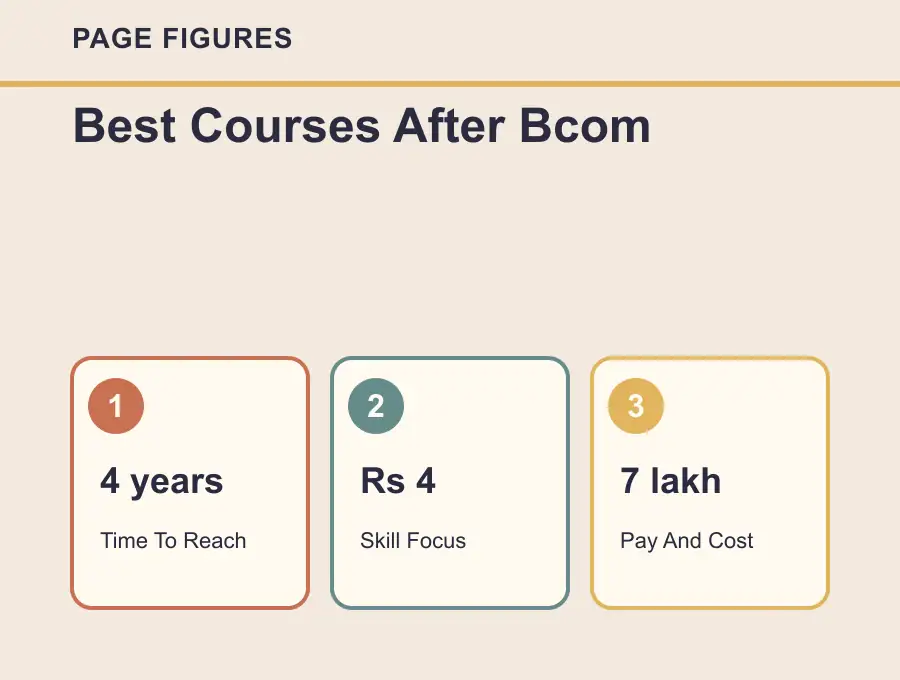 PAGE FIGURES
Best Courses After Bcom
1
2
3
4 years
Rs 4
7 lakh
Time To Reach
Skill Focus
Pay And Cost